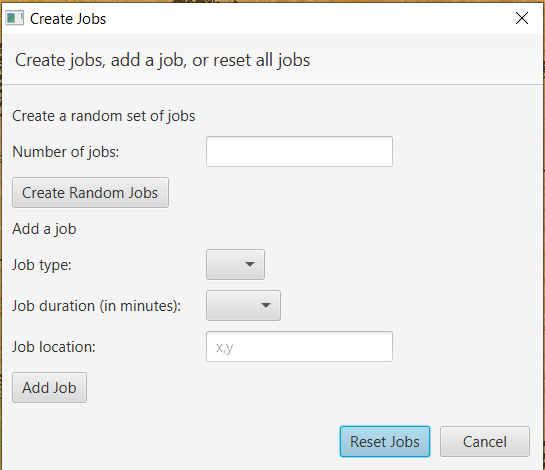 Create Jobs
Create jobs, add a job, or reset all jobs
Create a random set of jobs
Number of jobs:
Create Random Jobs
Add a job
Job type:
Job duration (in minutes):
Job location: x,y
Add Job
Reset Jobs Cancel